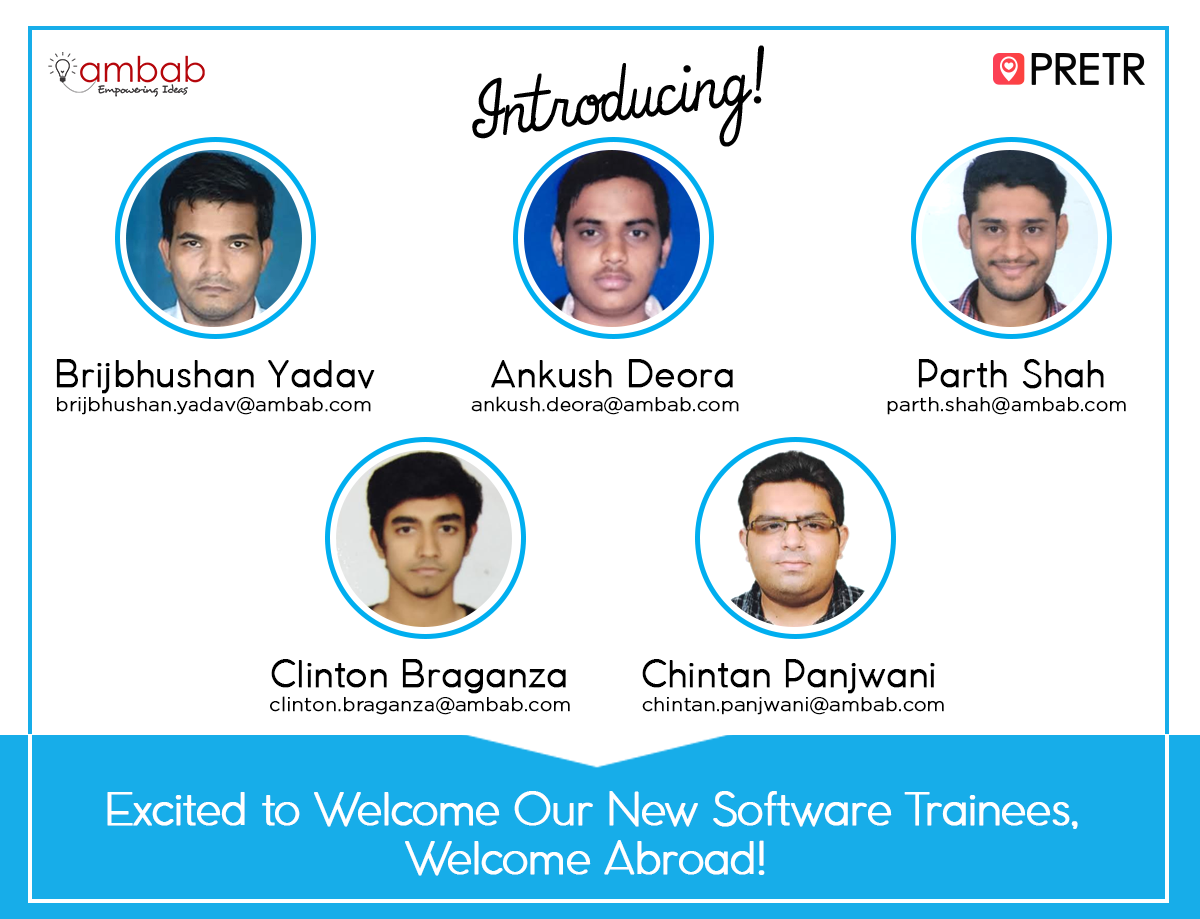 ambab
Empowering Ideas
PRETR
Introducing!
Brijbhushan Yadav
brijbhushan.yadav@ambab.com
Ankush Deora
ankush.deora@ambab.com
Parth Shah
parth.shah@ambab.com
Clinton Braganza
clinton.braganza@ambab.com
Chintan Panjwani
chintan.panjwani@ambab.com
Excited to Welcome Our New Software Trainees,
Welcome Abroad!